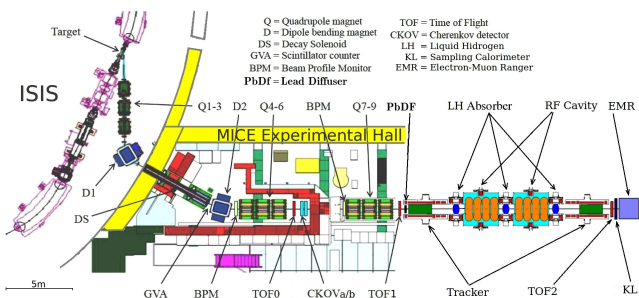 Q = Quadrupole magnet
D = Dipole bending magnet
DS = Decay Solenoid
GVA = Scintillator counter
BPM = Beam Profile Monitor
PbDf = Lead Diffuser
TOF = Time of Flight
CKOV = Cherenkov detector
LH = Liquid Hidrogen
KL = Sampling Calorimeter
EMR = Electron-Muon Ranger
Target
ISIS
Q1-3
D2
Q4-6
BPM
Q7-9
PbDF
LH Absorber
RF Cavity
EMR
MICE Experimental Hall
D1
DS
5m
GVA
BPM
TOF0
CKOVa/b
TOF1
Tracker
TOF2
KL